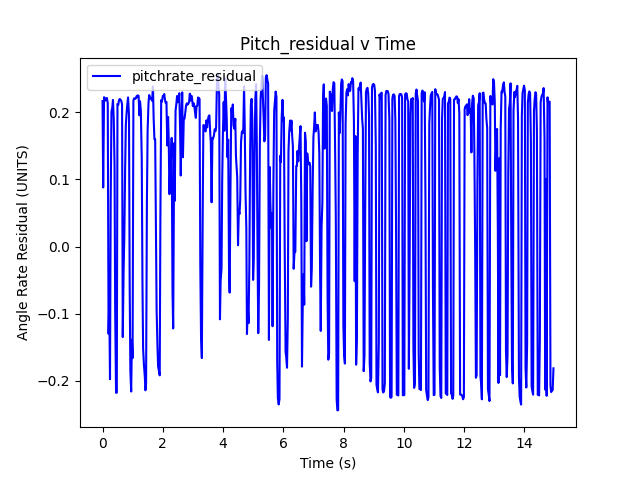 Pitch_residual v Time
pitchrate_residual
Angle Rate Residual (UNITS)
0.2
0.1
0.0
−0.1
−0.2
0 2 4 6 8 10 12 14
Time (s)